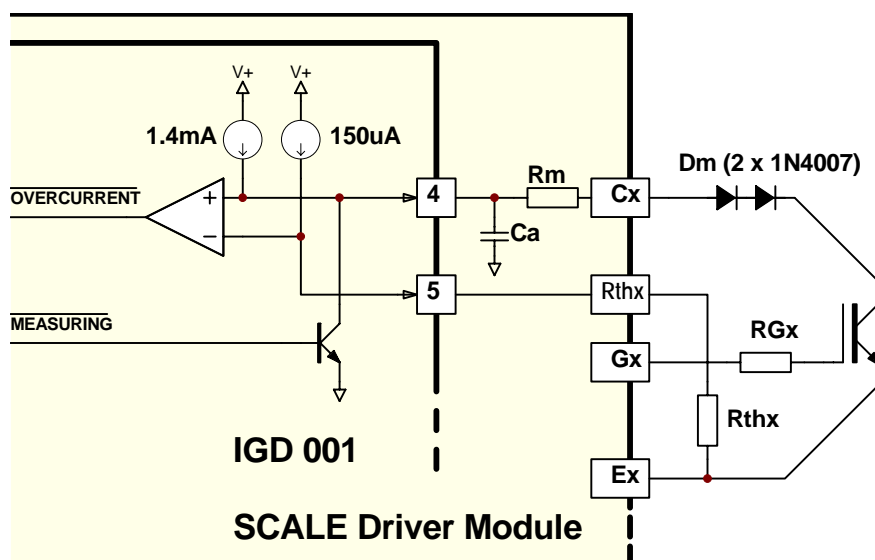 V+ V+
1.4mA 150uA
OVERCURRENT
+
−
4
Rm
Cx
Dm (2 x 1N4007)
Ca
5
Rthx
MEASURING
Gx
RGx
Rthx
IGD 001
Ex
SCALE Driver Module